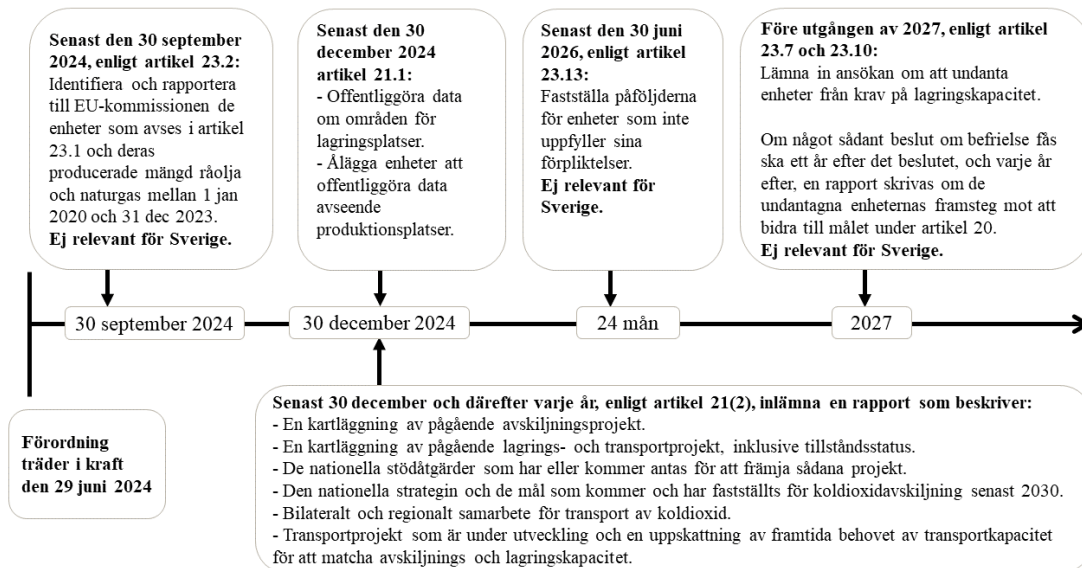 Senast den 30 september
2024, enligt artikel 23.2:
Identifiera och rapportera
till EU-kommissionen de
enheter som avses i artikel
23.1 och deras
producerade mängd råolja
och naturgas mellan 1 jan
2020 och 31 dec 2023.
Ej relevant för Sverige.
Senast den 30
december 2024
artikel 21.1:
- Offentliggöra data
om områden för
lagringsplatser.
- Ålägga enheter att
offentliggöra data
avseende
produktionsplatser.
Senast den 30 juni
2026, enligt artikel
23.13:
Fastställa påföljderna
för enheter som inte
uppfyller sina
förpliktelser.
Ej relevant för
Sverige.
Före utgången av 2027, enligt artikel
23.7 och 23.10:
Lämna in ansökan om att undanta
enheter från krav på lagringskapacitet.
Om något sådant beslut om befrielse fås
ska ett år efter det beslutet, och varje år
efter, en rapport skrivas om de
undantagna enheternas framsteg mot att
bidra till målet under artikel 20.
Ej relevant för Sverige.
30 september 2024
30 december 2024
24 mån
2027
Förordning
träder i kraft
den 29 juni 2024
Senast 30 december och därefter varje år, enligt artikel 21(2), inlämna en rapport som beskriver:
- En kartläggning av pågående avskiljningsprojekt.
- En kartläggning av pågående lagrings- och transportprojekt, inklusive tillståndsstatus.
- De nationella stödåtgärder som har eller kommer antas för att främja sådana projekt.
- Den nationella strategin och de mål som kommer och har fastställts för koldioxidavskiljning senast 2030.
- Bilateralt och regionalt samarbete för transport av koldioxid.
- Transportprojekt som är under utveckling och en uppskattning av framtida behovet av transportkapacitet
för att matcha avskiljnings och lagringskapacitet.